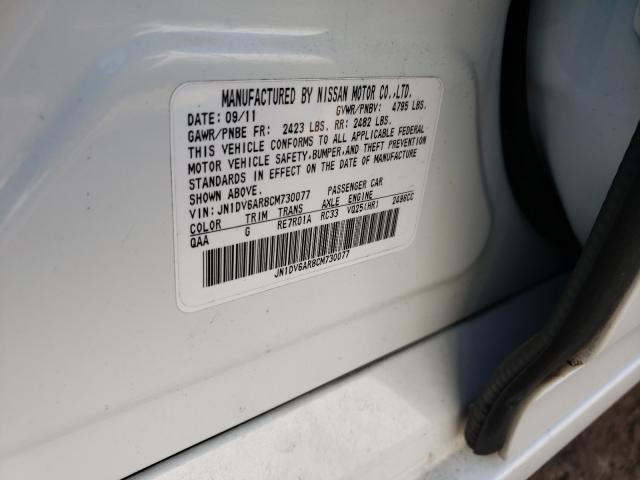 MANUFACTURED BY NISSAN MOTOR CO.,LTD.
DATE: 09/11 GVWR/PNBV: 4795 LBS.
GAWR/PNBE FR: 2423 LBS. RR: 2482 LBS.
THIS VEHICLE CONFORMS TO ALL APPLICABLE FEDERAL
MOTOR VEHICLE SAFETY,BUMPER,AND THEFT PREVENTION
STANDARDS IN EFFECT ON THE DATE OF MANUFACTURE
SHOWN ABOVE.
VIN: JN1DV6AR8CM730077 PASSENGER CAR
COLOR TRIM TRANS AXLE ENGINE
QAA G RE7R01A RC33 VQ25(HR) 2496CC
JN1DV6AR8CM730077